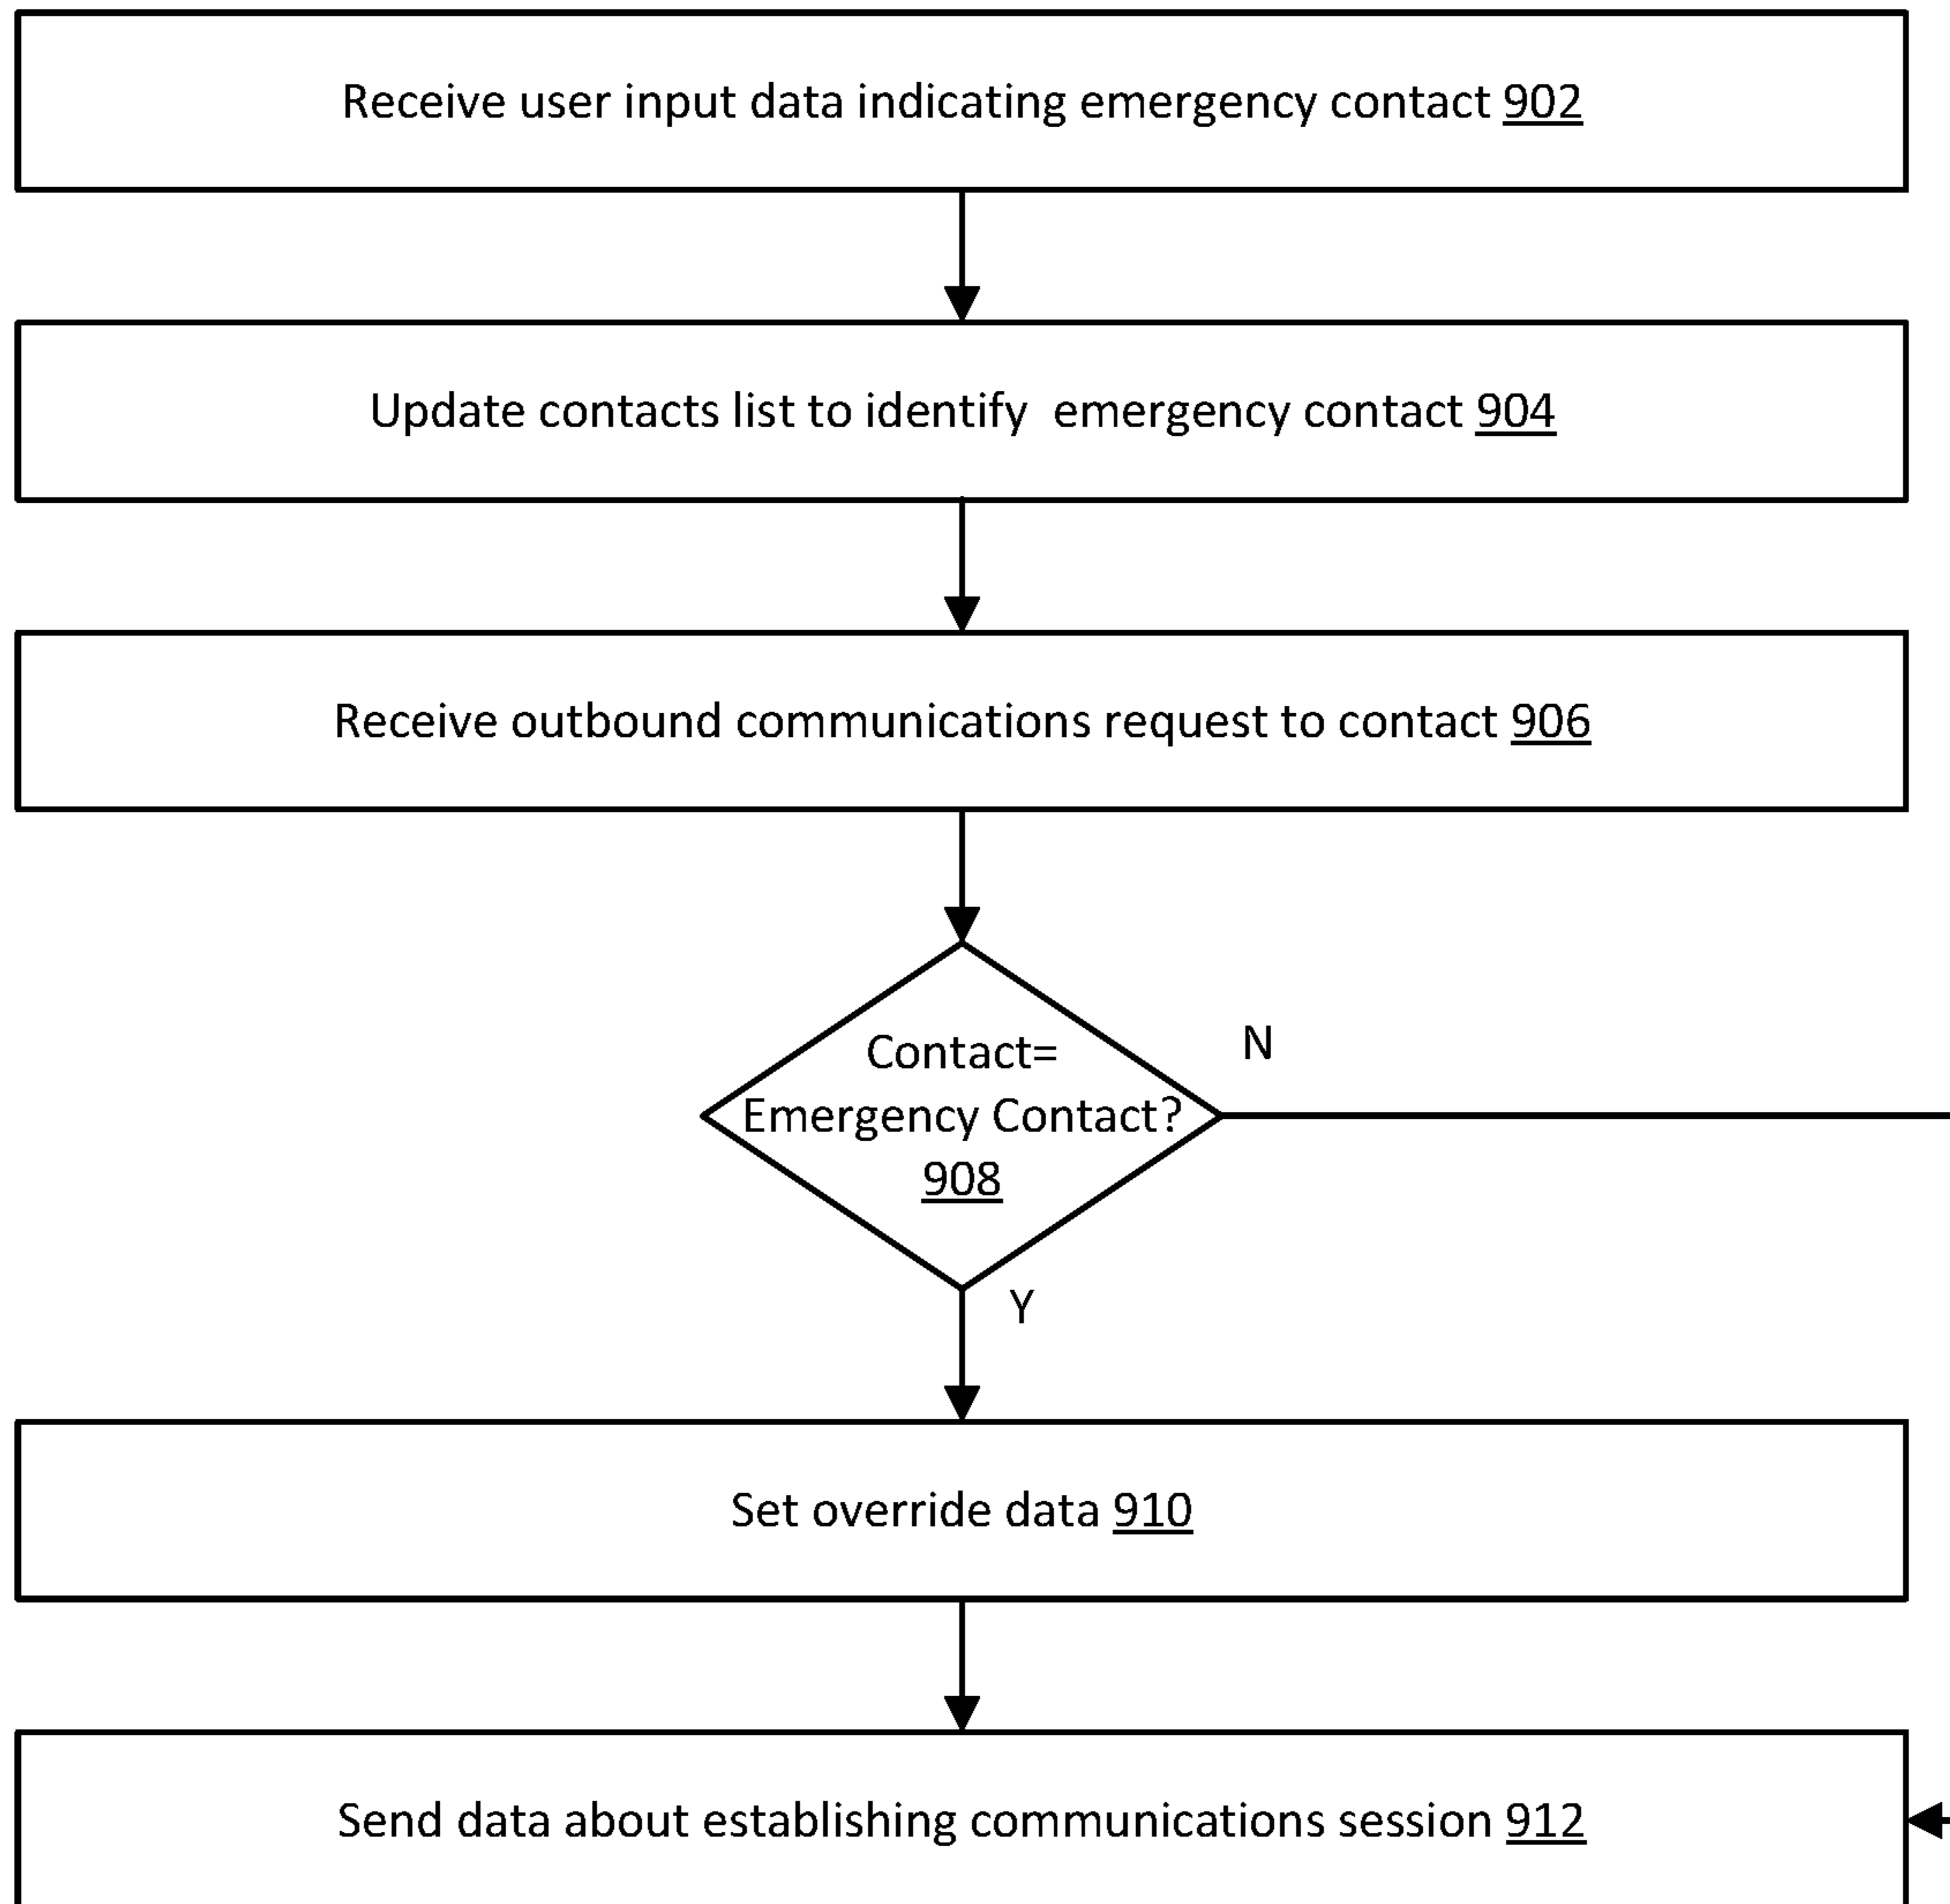 Receive user input data indicating emergency contact 902
Update contacts list to identify  emergency contact 904
Receive outbound communications request to contact 906
Contact=
N
Emergency Contact?
908
Y
Set override data 910
Send data about establishing communications session 912